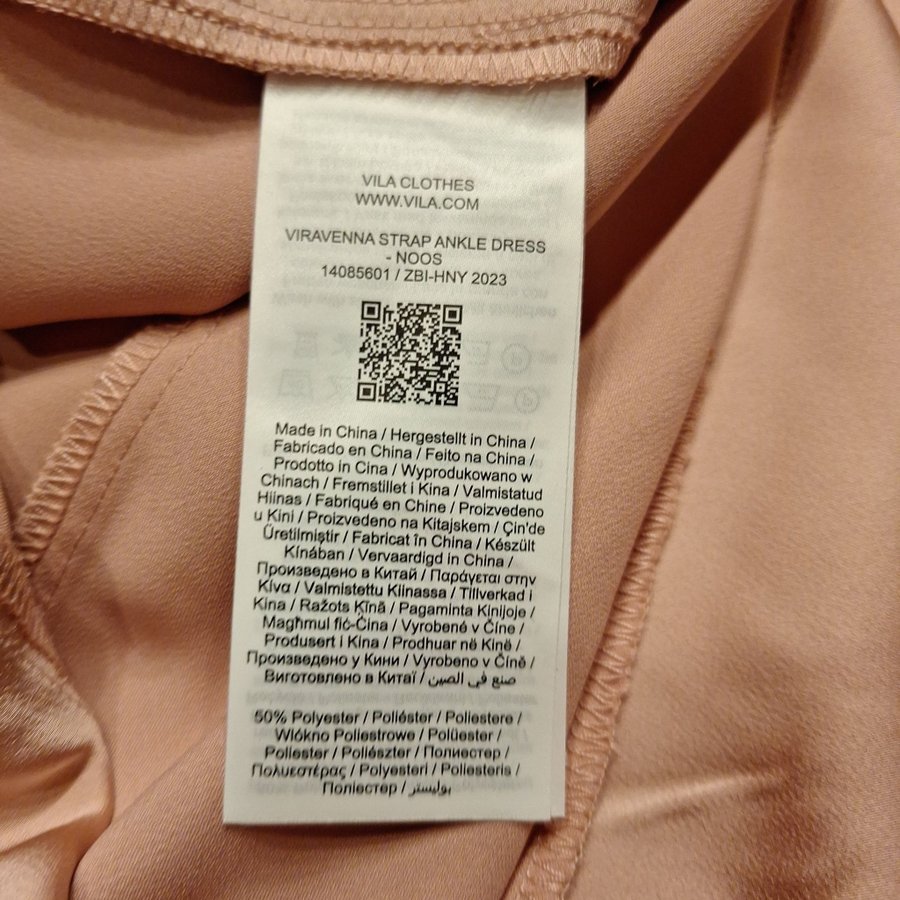 VILA CLOTHES
WWW.VILA.COM
VIRAVENNA STRAP ANKLE DRESS
- NOOS
14085601 / ZBI-HNY 2023
Made in China / Hergestellt in China /
Fabricado en China / Feito na China /
Prodotto in Cina / Wyprodukowano w
Chinach / Fremstillet i Kina / Valmistatud
Hiinas / Fabriqué en Chine / Proizvedeno
u Kini / Proizvedeno na Kitajskem / Çin'de
Üretilmiştir / Fabricat în China / Készült
Kínában / Vervaardigd in China /
Произведено в Китай / Παράγεται στην
Κίνα / Valmistettu Kiinassa / Tillverkad i
Kina / Ražots Ķīnā / Pagaminta Kinijoje /
Magħmul fiċ-Ċina / Vyrobené v Číne /
Produsert i Kina / Prodhuar në Kinë /
Произведено у Кини / Vyrobeno v Číně /
Виготовлено в Китаї / صنع في الصين
50% Polyester / Poliéster / Poliestere /
Włókno Poliestrowe / Polüester /
Poliester / Poliészter / Полиестер /
Πολυεστέρας / Polyesteri / Poliesteris /
Поліестер / بوليستر